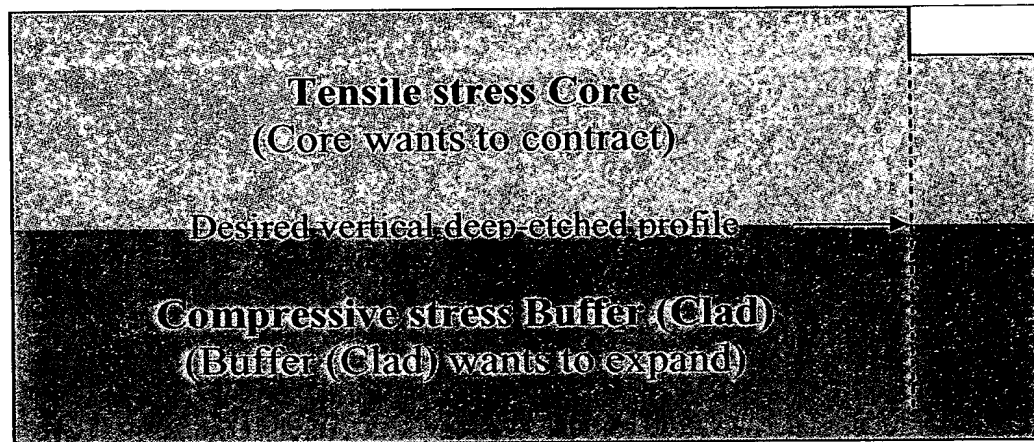 Tensile stress Core
(Core wants to contract)
Desired vertical deep-etched profile
Compressive stress Buffer (Clad)
(Buffer (Clad) wants to expand)